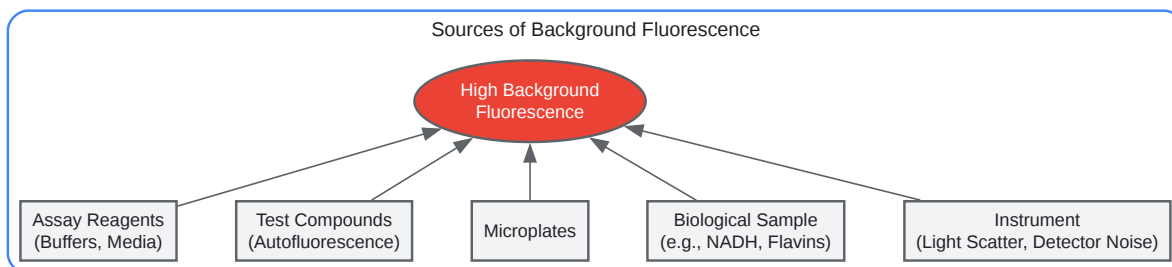 Sources of Background Fluorescence
High Background
Fluorescence
Assay Reagents
(Buffers, Media)
Test Compounds
(Autofluorescence)
Microplates
Biological Sample
(e.g., NADH, Flavins)
Instrument
(Light Scatter, Detector Noise)